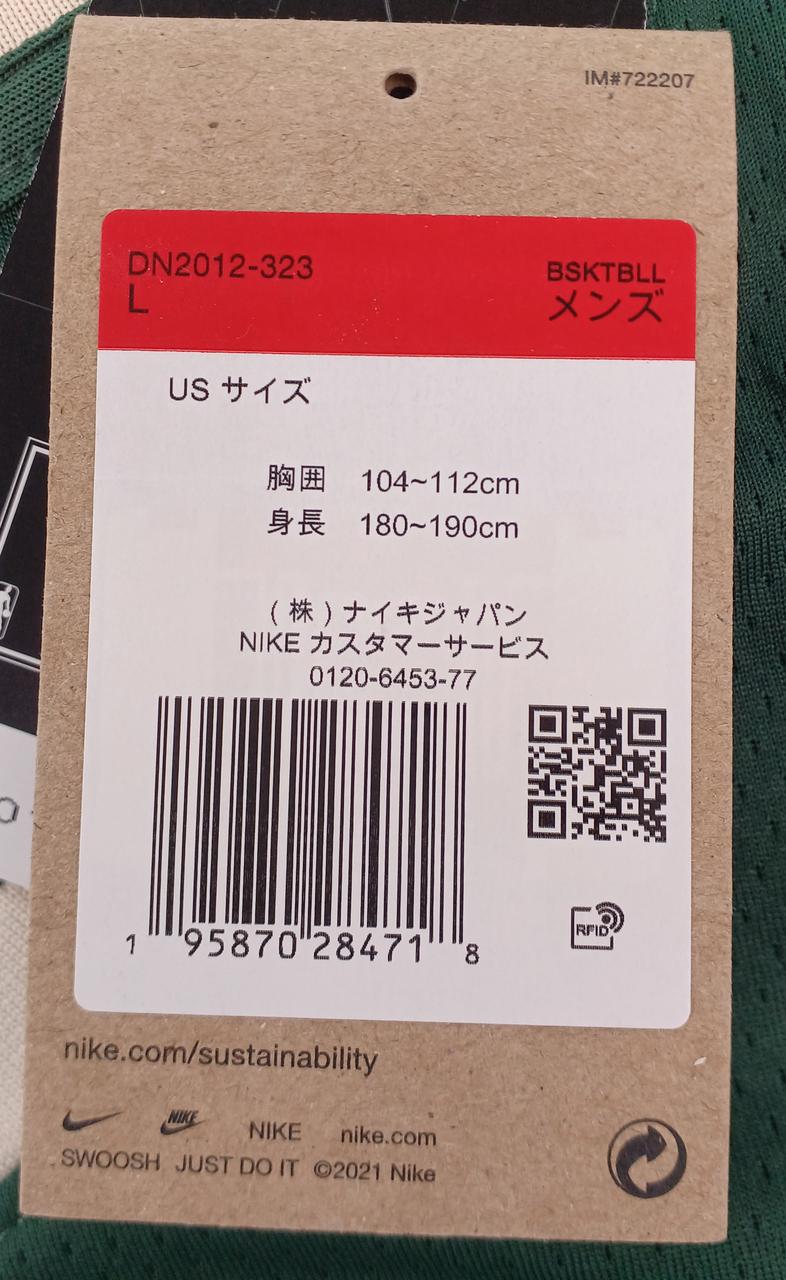 IM#722207
DN2012-323
L
BSKTBLL
メンズ
US サイズ
胸囲 104~112cm
身長 180~190cm
(株)ナイキジャパン
NIKE カスタマーサービス
0120-6453-77
1 95870 28471 8
RFID
nike.com/sustainability
NIKE NIKE nike.com
SWOOSH JUST DO IT ©2021 Nike